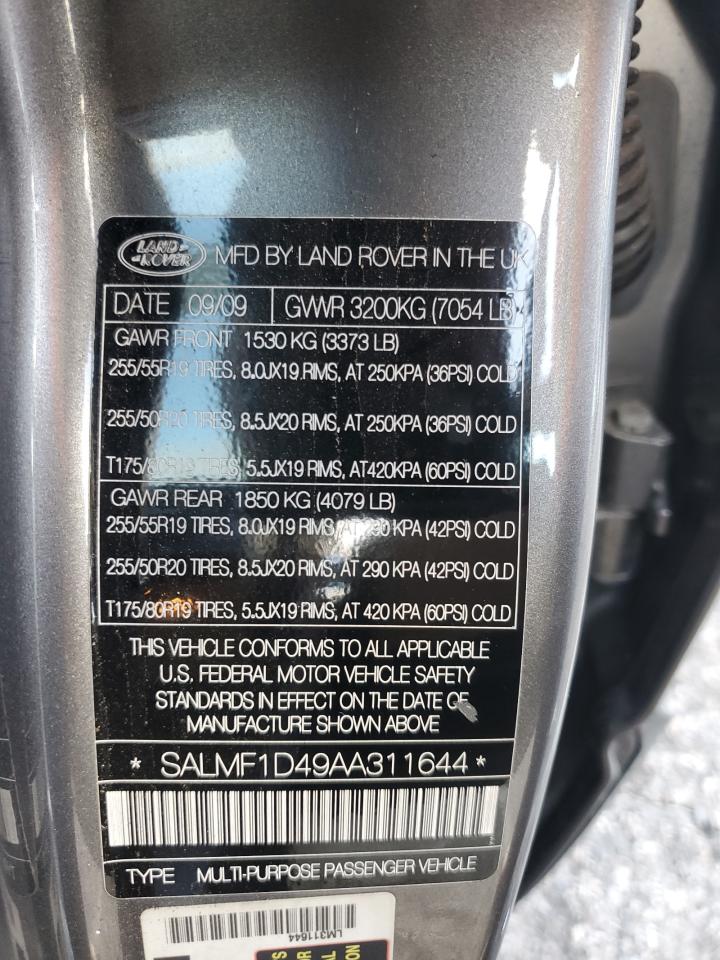 LAND-
-ROVER
MFD BY LAND ROVER IN THE UK
DATE 09/09 GVWR 3200KG (7054 LB)
GAWR FRONT 1530 KG (3373 LB)
255/55R19 TIRES, 8.0JX19 RIMS, AT 250KPA (36PSI) COLD
255/50R20 TIRES, 8.5JX20 RIMS, AT 250KPA (36PSI) COLD
T175/80R19 TIRES, 5.5JX19 RIMS, AT420KPA (60PSI) COLD
GAWR REAR 1850 KG (4079 LB)
255/55R19 TIRES, 8.0JX19 RIMS, AT 290 KPA (42PSI) COLD
255/50R20 TIRES, 8.5JX20 RIMS, AT 290 KPA (42PSI) COLD
T175/80R19 TIRES, 5.5JX19 RIMS, AT 420 KPA (60PSI) COLD
THIS VEHICLE CONFORMS TO ALL APPLICABLE
U.S. FEDERAL MOTOR VEHICLE SAFETY
STANDARDS IN EFFECT ON THE DATE OF
MANUFACTURE SHOWN ABOVE
* SALMF1D49AA311644 *
TYPE MULTI-PURPOSE PASSENGER VEHICLE
LM311644